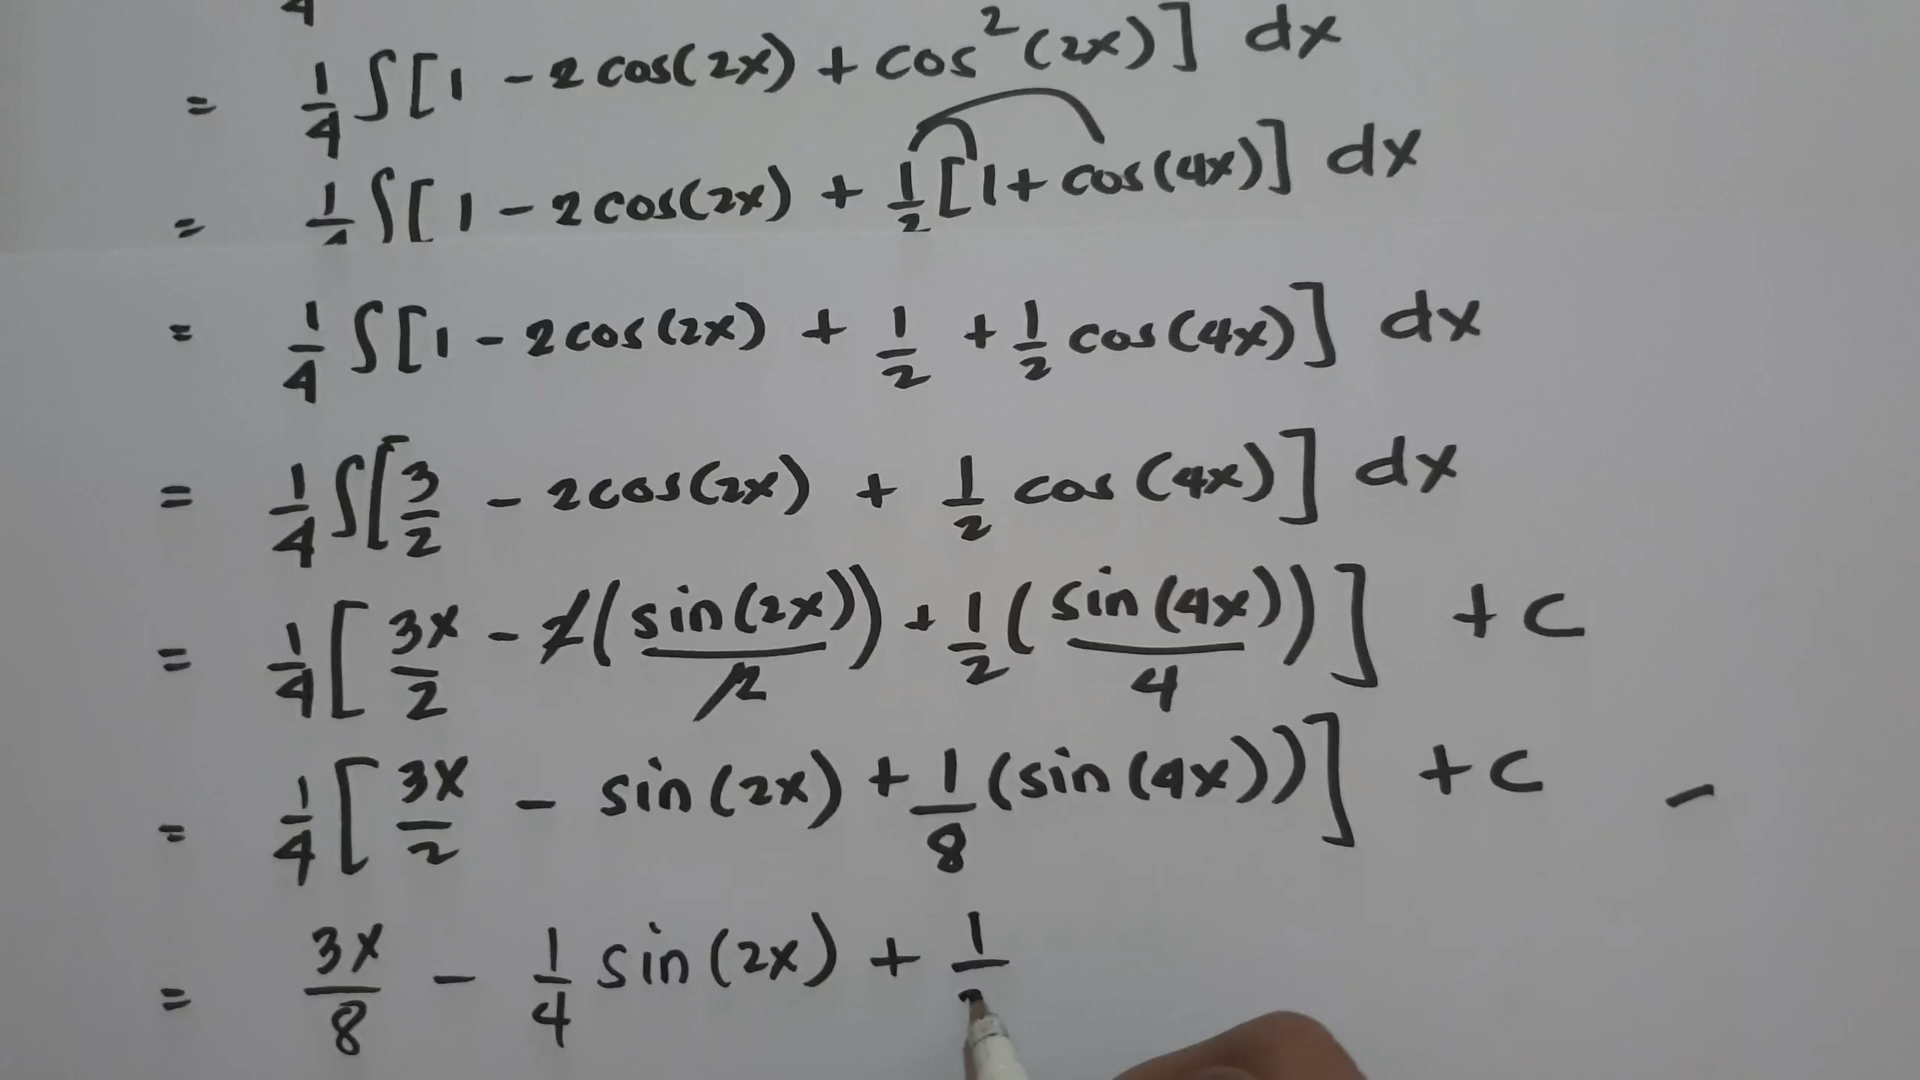 4
= 1/4 ∫[1 - 2cos(2x) + cos²(2x)] dx
= 1/4 ∫[1 - 2cos(2x) + 1/2[1 + cos(4x)] dx
= 1/4 ∫[1 - 2cos(2x) + 1/2 + 1/2 cos(4x)] dx
= 1/4 ∫[3/2 - 2cos(2x) + 1/2 cos(4x)] dx
= 1/4 [3x/2 - 2(sin(2x)/2) + 1/2(sin(4x)/4)] + C
= 1/4 [3x/2 - sin(2x) + 1/8(sin(4x))] + C -
= 3x/8 - 1/4 sin(2x) + 1/